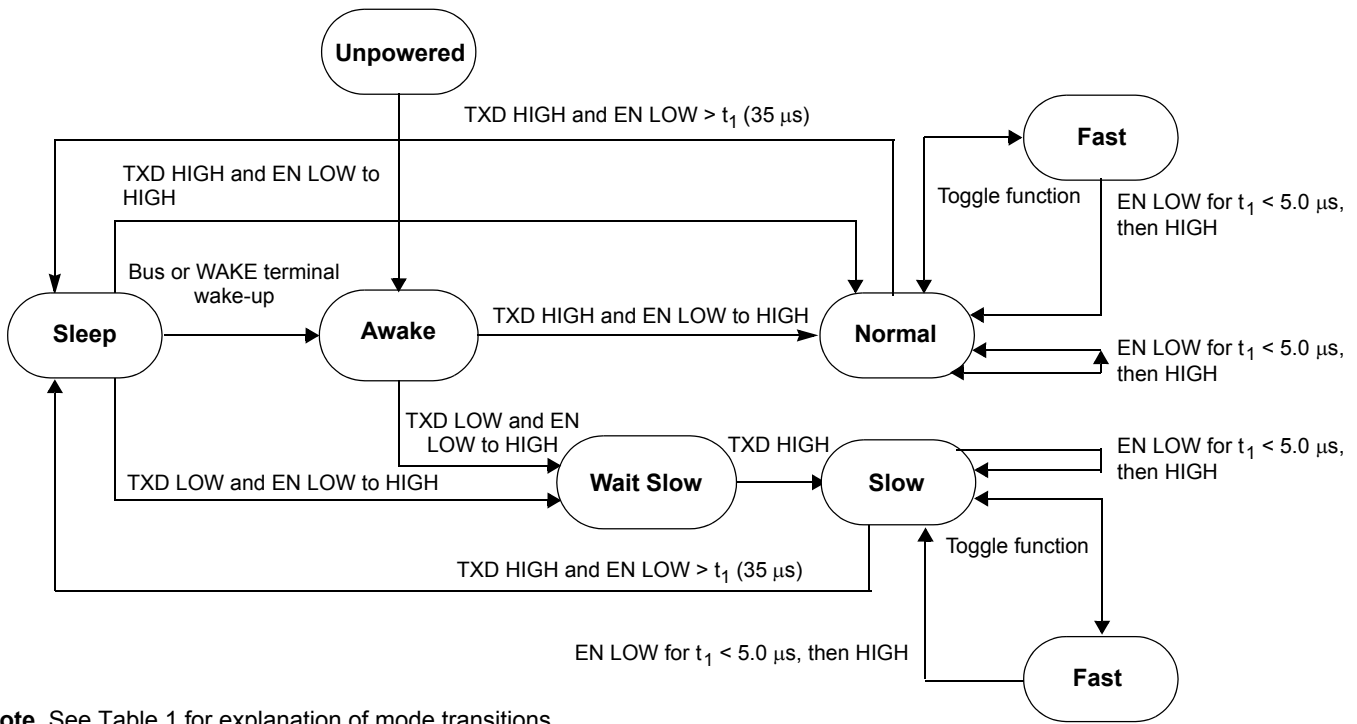 Unpowered
TXD HIGH and EN LOW > t1 (35 μs)
Fast
TXD HIGH and EN LOW to
HIGH
Toggle function
EN LOW for t1 < 5.0 μs,
then HIGH
Bus or WAKE terminal
wake-up
Sleep
Awake
TXD HIGH and EN LOW to HIGH
Normal
EN LOW for t1 < 5.0 μs,
then HIGH
TXD LOW and EN
LOW to HIGH
TXD HIGH
EN LOW for t1 < 5.0 μs,
then HIGH
TXD LOW and EN LOW to HIGH
Wait Slow
Slow
Toggle function
TXD HIGH and EN LOW > t1 (35 μs)
EN LOW for t1 < 5.0 μs, then HIGH
Fast
ote See Table 1 for explanation of mode transitions